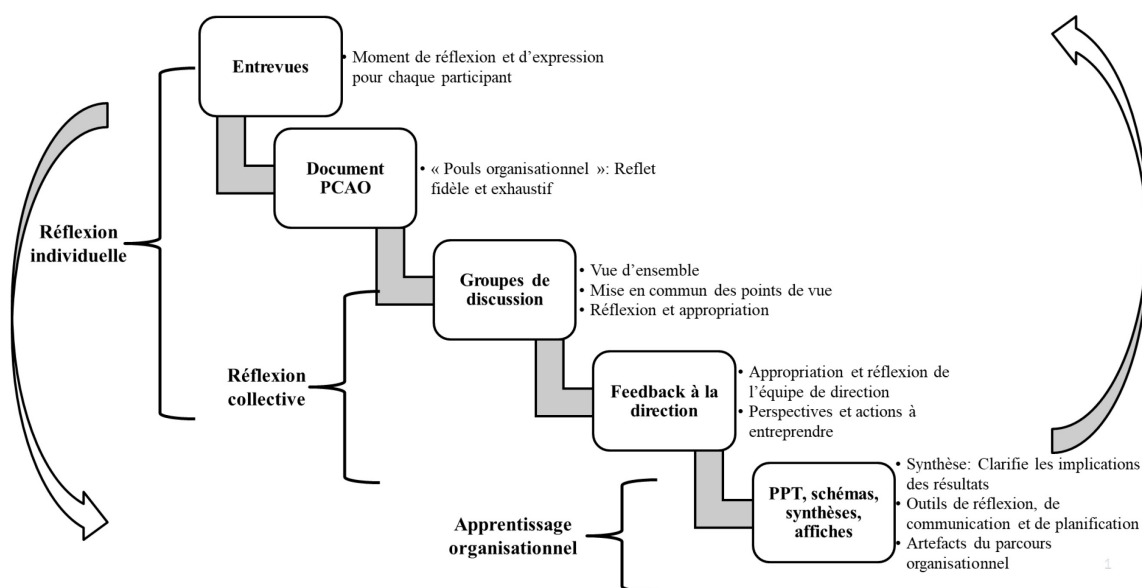 Entrevues
• Moment de réflexion et d’expression
pour chaque participant
Document
PCAO
• « Pouls organisationnel »: Reflet
fidèle et exhaustif
Réflexion
individuelle
Groupes de
discussion
• Vue d’ensemble
• Mise en commun des points de vue
• Réflexion et appropriation
Réflexion
collective
Feedback à la
direction
• Appropriation et réflexion de
l’équipe de direction
• Perspectives et actions à
entreprendre
Apprentissage
organisationnel
PPT, schémas,
synthèses,
affiches
• Synthèse: Clarifie les implications
des résultats
• Outils de réflexion, de
communication et de planification
• Artefacts du parcours
organisationnel
1